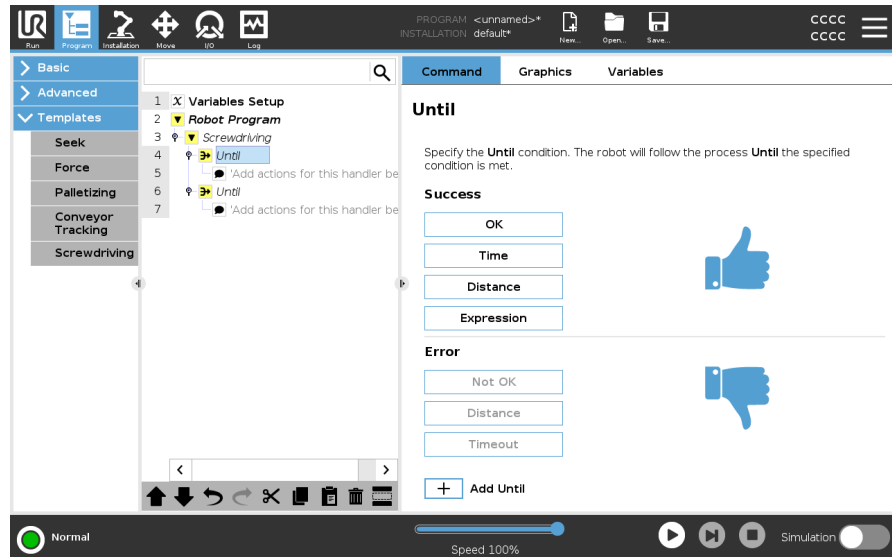 UR
Run
Program
Installation
Move
I/O
Log
PROGRAM <unnamed>*
INSTALLATION default*
New...
Open...
Save...
CCCC
CCCC
Basic
Advanced
Templates
Seek
Force
Palletizing
Conveyor
Tracking
Screwdriving
1 X Variables Setup
2 Robot Program
3 Screwdriving
4 Until
5 'Add actions for this handler be
6 Until
7 'Add actions for this handler be
Command Graphics Variables
Until
Specify the Until condition. The robot will follow the process Until the specified
condition is met.
Success
OK
Time
Distance
Expression
Error
Not OK
Distance
Timeout
+ Add Until
Normal
Speed 100%
Simulation